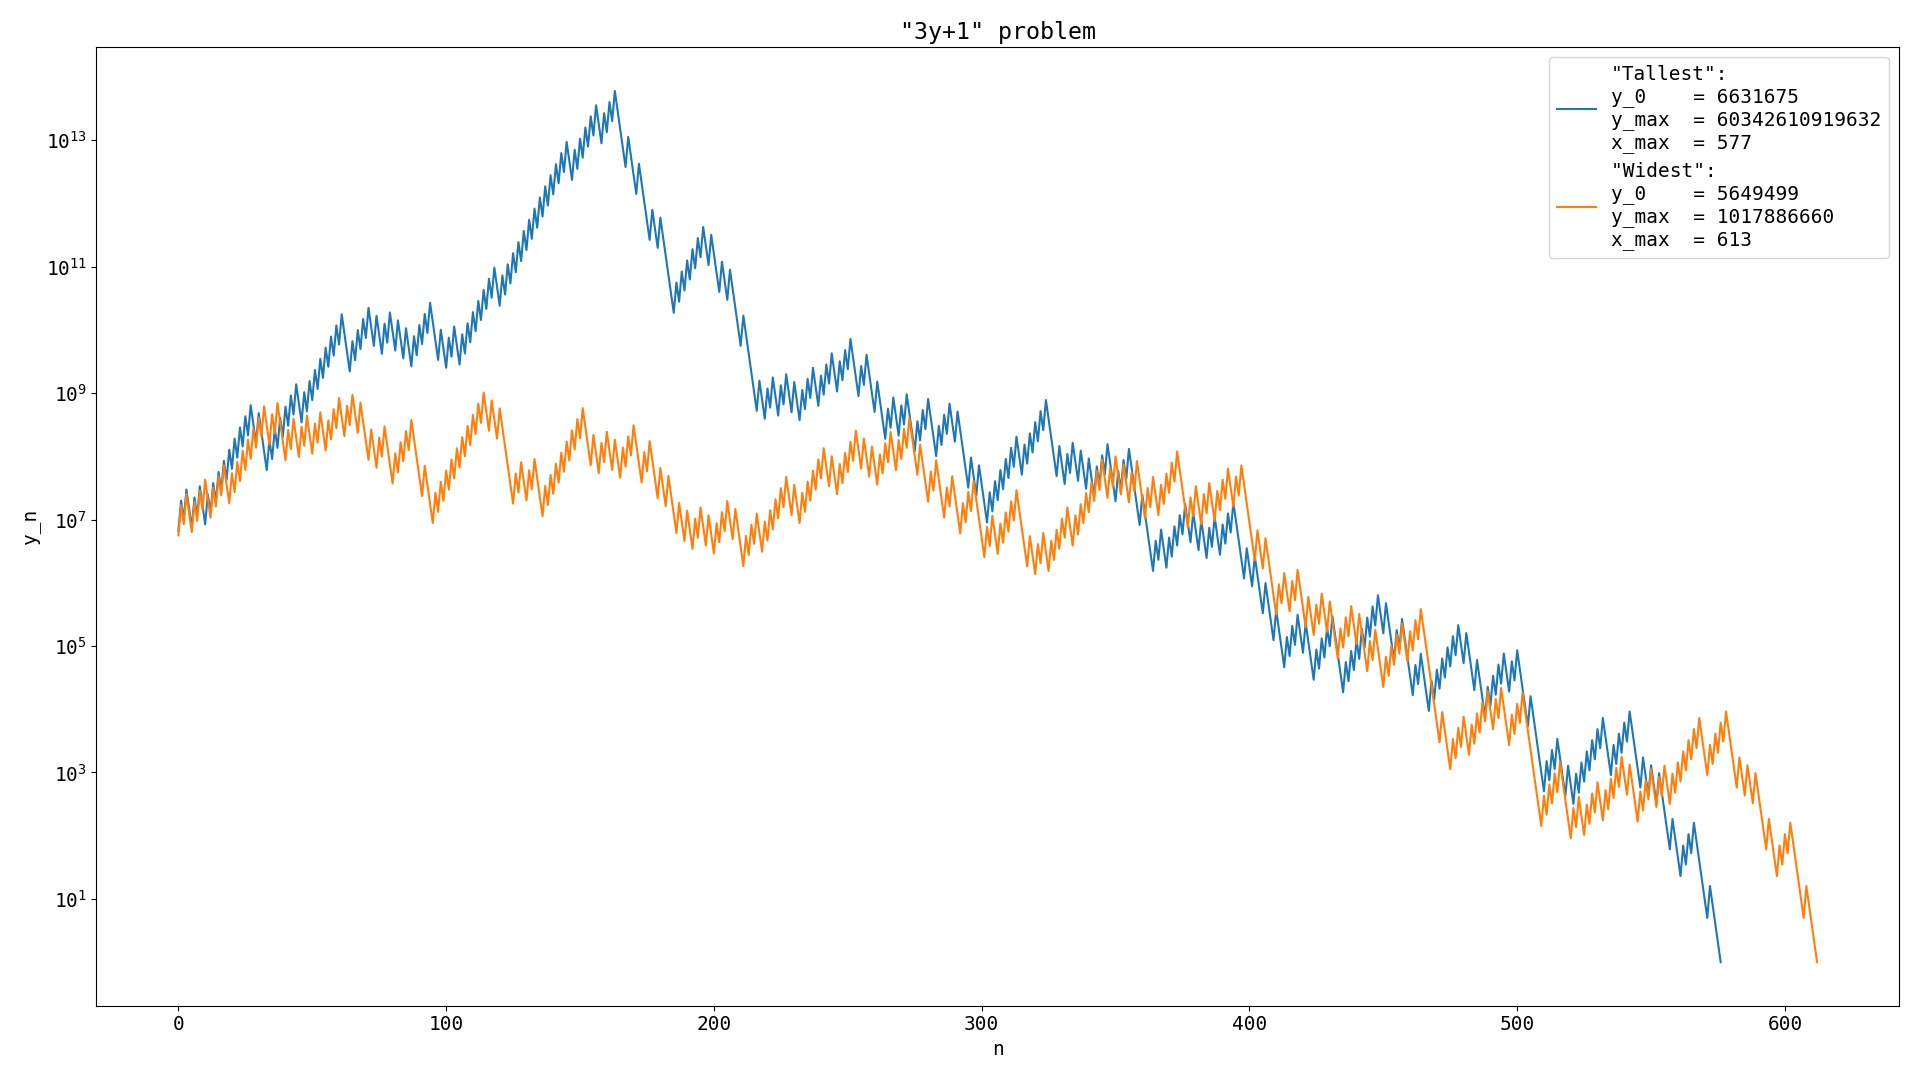 "3y+1" problem
"Tallest":
y_0    = 6631675
y_max  = 60342610919632
x_max  = 577
"Widest":
y_0    = 5649499
y_max  = 1017886660
x_max  = 613
y_n
10^13
10^11
10^9
10^7
10^5
10^3
10^1
0 100 200 300 400 500 600
n